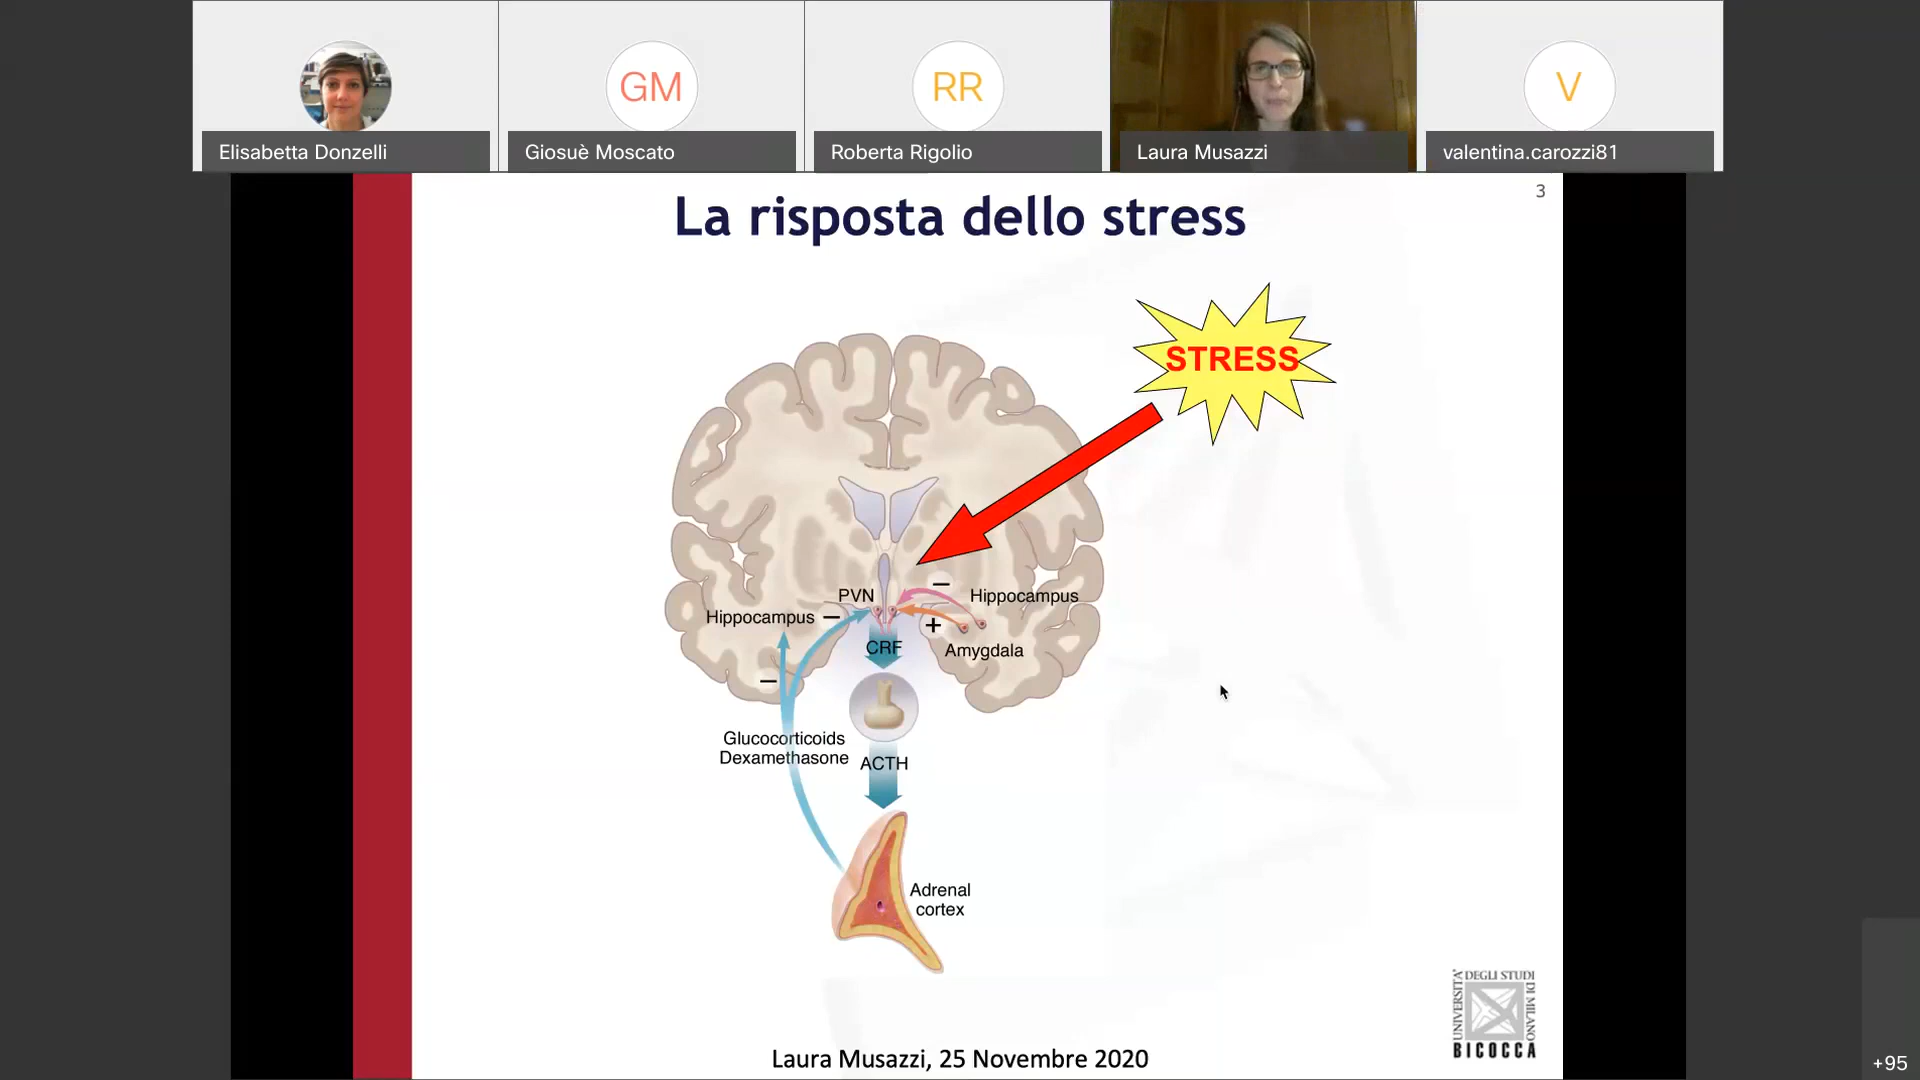 GM
RR
V
Elisabetta Donzelli
Giosuè Moscato
Roberta Rigolio
Laura Musazzi
valentina.carozzi81
3
La risposta dello stress
STRESS
PVN
–
Hippocampus
Hippocampus –
+
CRF
Amygdala
–
Glucocorticoids
Dexamethasone
ACTH
Adrenal
cortex
UNIVERSITA' DEGLI STUDI DI MILANO
BICOCCA
Laura Musazzi, 25 Novembre 2020
+95